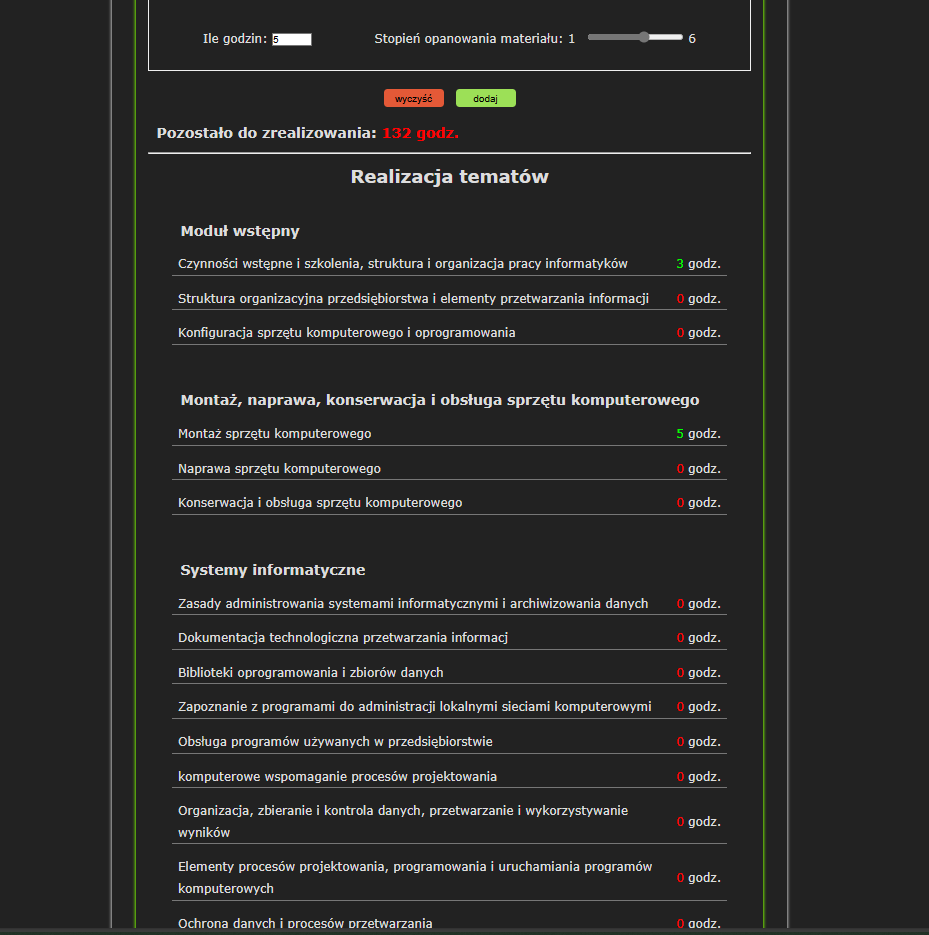 Ile godzin: 5 Stopień opanowania materiału: 1 6
wyczyść dodaj
Pozostało do zrealizowania: 132 godz.
Realizacja tematów
Moduł wstępny
Czynności wstępne i szkolenia, struktura i organizacja pracy informatyków 3 godz.
Struktura organizacyjna przedsiębiorstwa i elementy przetwarzania informacji 0 godz.
Konfiguracja sprzętu komputerowego i oprogramowania 0 godz.
Montaż, naprawa, konserwacja i obsługa sprzętu komputerowego
Montaż sprzętu komputerowego 5 godz.
Naprawa sprzętu komputerowego 0 godz.
Konserwacja i obsługa sprzętu komputerowego 0 godz.
Systemy informatyczne
Zasady administrowania systemami informatycznymi i archiwizowania danych 0 godz.
Dokumentacja technologiczna przetwarzania informacj 0 godz.
Biblioteki oprogramowania i zbiorów danych 0 godz.
Zapoznanie z programami do administracji lokalnymi sieciami komputerowymi 0 godz.
Obsługa programów używanych w przedsiębiorstwie 0 godz.
komputerowe wspomaganie procesów projektowania 0 godz.
Organizacja, zbieranie i kontrola danych, przetwarzanie i wykorzystywanie
wyników 0 godz.
Elementy procesów projektowania, programowania i uruchamiania programów
komputerowych 0 godz.
Ochrona danych i procesów przetwarzania 0 godz.